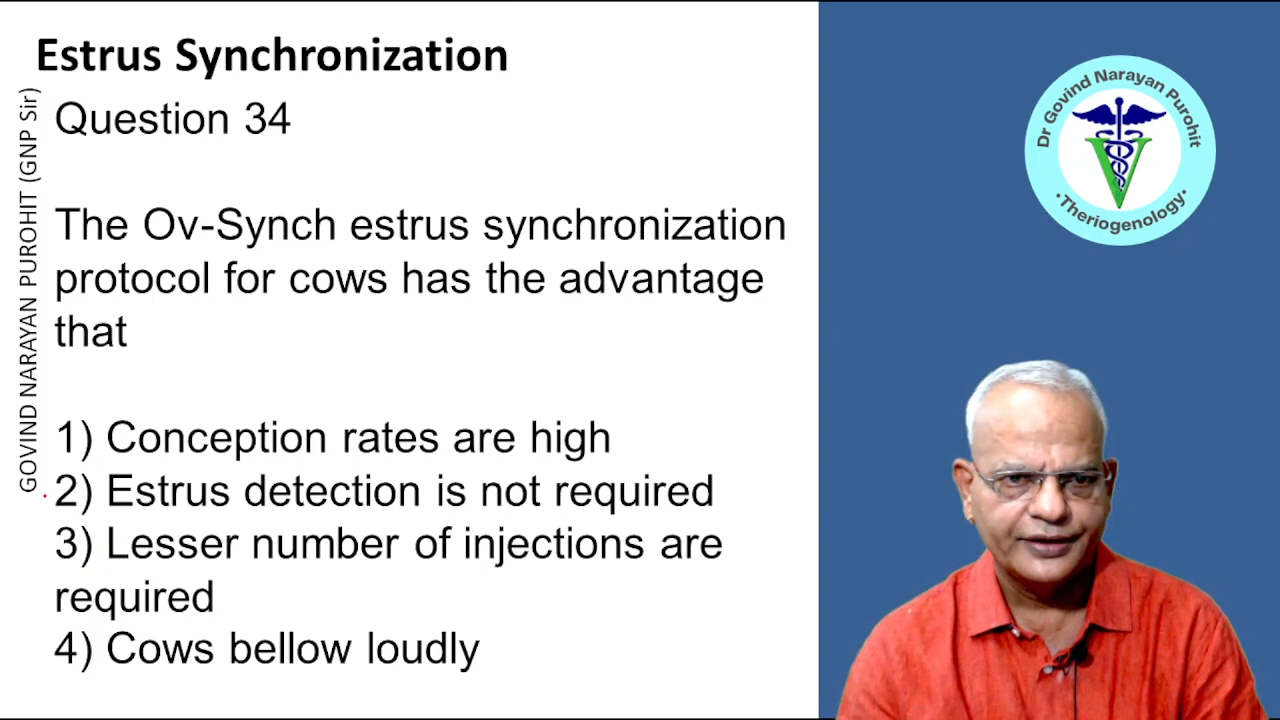 Estrus Synchronization
GOVIND NARAYAN PUROHIT (GNP Sir)
Question 34
The Ov-Synch estrus synchronization
protocol for cows has the advantage
that
1) Conception rates are high
2) Estrus detection is not required
3) Lesser number of injections are
required
4) Cows bellow loudly
Dr Govind Narayan Purohit
·Theriogenology·